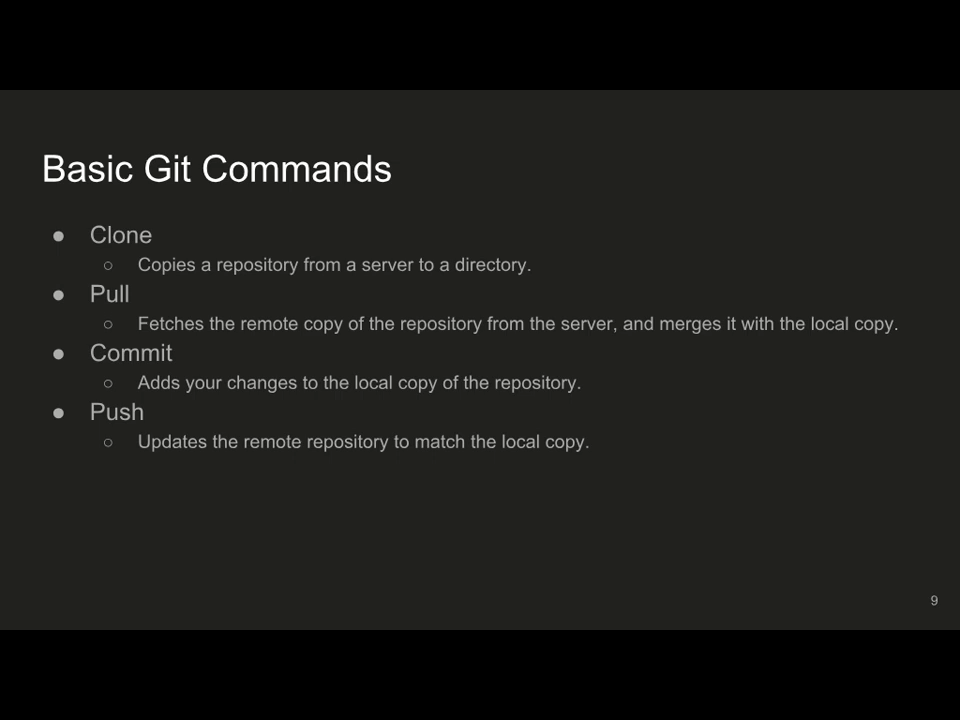 Basic Git Commands
● Clone
○ Copies a repository from a server to a directory.
● Pull
○ Fetches the remote copy of the repository from the server, and merges it with the local copy.
● Commit
○ Adds your changes to the local copy of the repository.
● Push
○ Updates the remote repository to match the local copy.
9